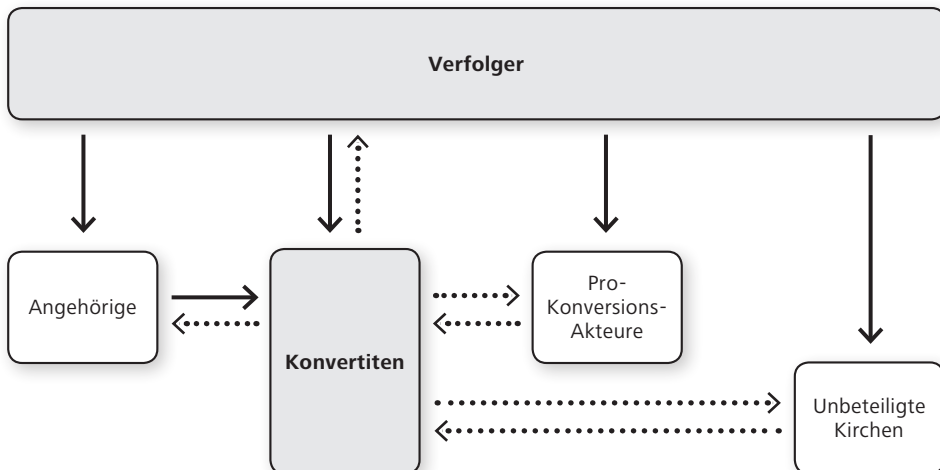 Verfolger
Angehörige
Pro-
Konversions-
Akteure
Konvertiten
Unbeteiligte
Kirchen